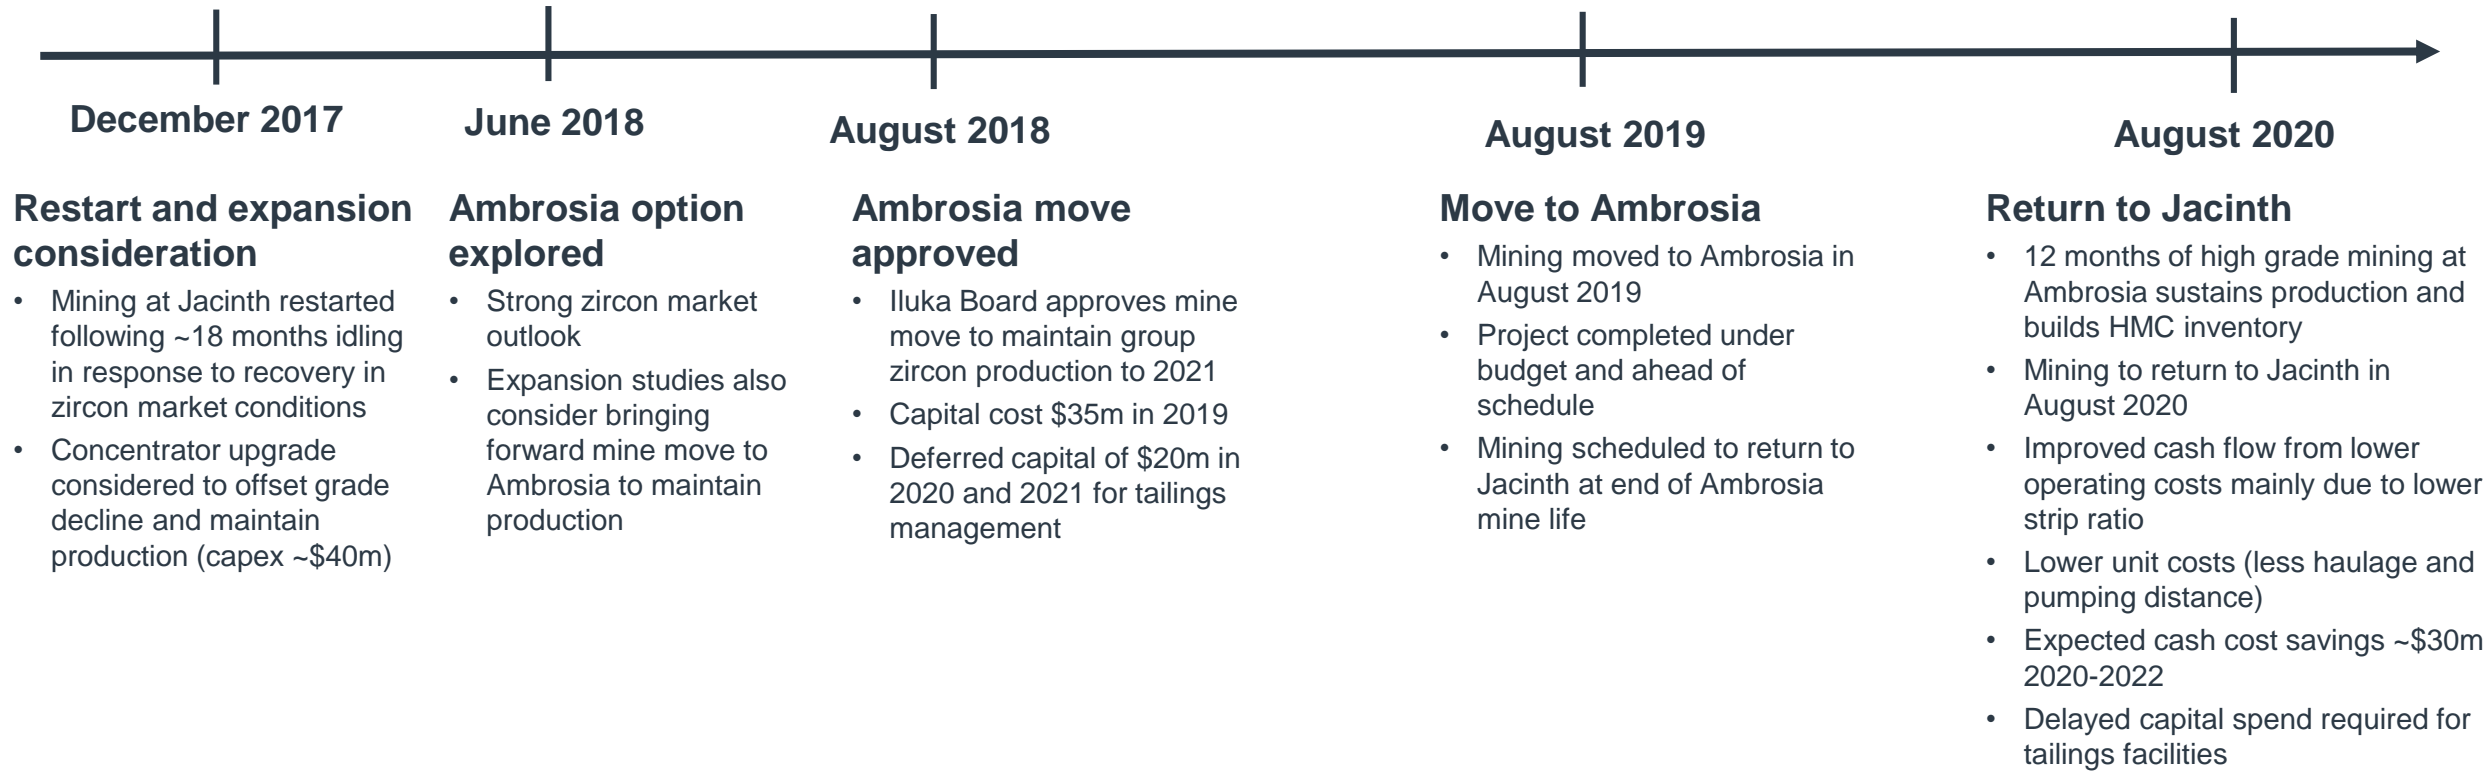 December 2017
Restart and expansion
consideration
• Mining at Jacinth restarted
following ~18 months idling
in response to recovery in
zircon market conditions
• Concentrator upgrade
considered to offset grade
decline and maintain
production (capex ~$40m)
June 2018
Ambrosia option
explored
• Strong zircon market
outlook
• Expansion studies also
consider bringing
forward mine move to
Ambrosia to maintain
production
August 2018
Ambrosia move
approved
• Iluka Board approves mine
move to maintain group
zircon production to 2021
• Capital cost $35m in 2019
• Deferred capital of $20m in
2020 and 2021 for tailings
management
August 2019
Move to Ambrosia
• Mining moved to Ambrosia in
August 2019
• Project completed under
budget and ahead of
schedule
• Mining scheduled to return to
Jacinth at end of Ambrosia
mine life
August 2020
Return to Jacinth
• 12 months of high grade mining at
Ambrosia sustains production and
builds HMC inventory
• Mining to return to Jacinth in
August 2020
• Improved cash flow from lower
operating costs mainly due to lower
strip ratio
• Lower unit costs (less haulage and
pumping distance)
• Expected cash cost savings ~$30m
2020-2022
• Delayed capital spend required for
tailings facilities